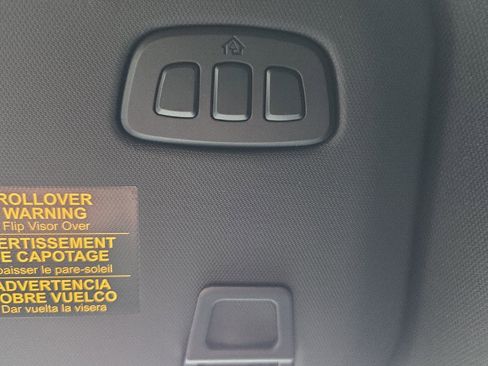 ROLLOVER
WARNING
Flip Visor Over
ERTISSEMENT
E CAPOTAGE
baisser le pare-soleil
ADVERTENCIA
OBRE VUELCO
Dar vuelta la visera